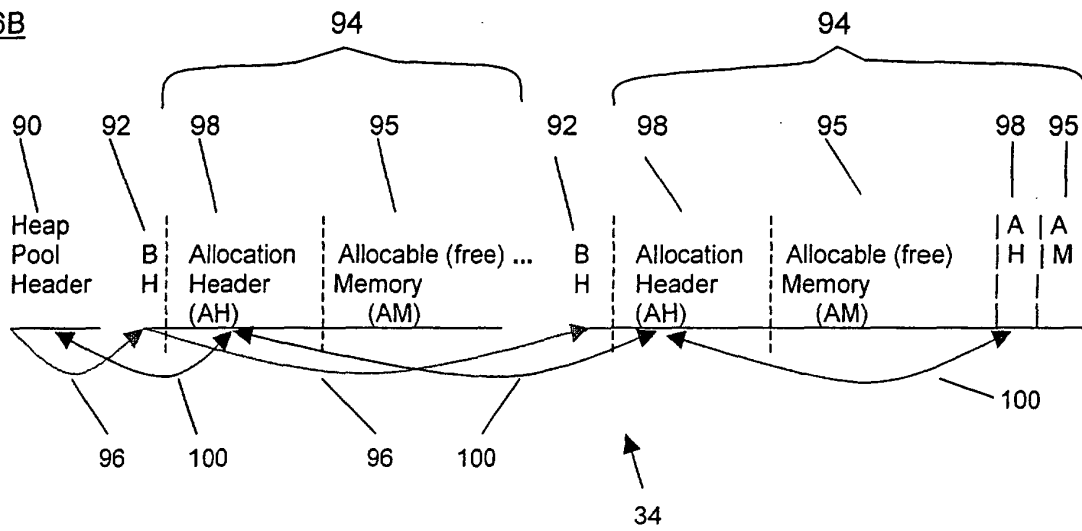 6B
94 94
90 92 98 95 92 98 95 98 95
Heap A A
Pool B Allocation Allocable (free) ... B Allocation Allocable (free) H M
Header H Header Memory H Header Memory
(AH) (AM) (AH) (AM)
100
96 100 96 100
34